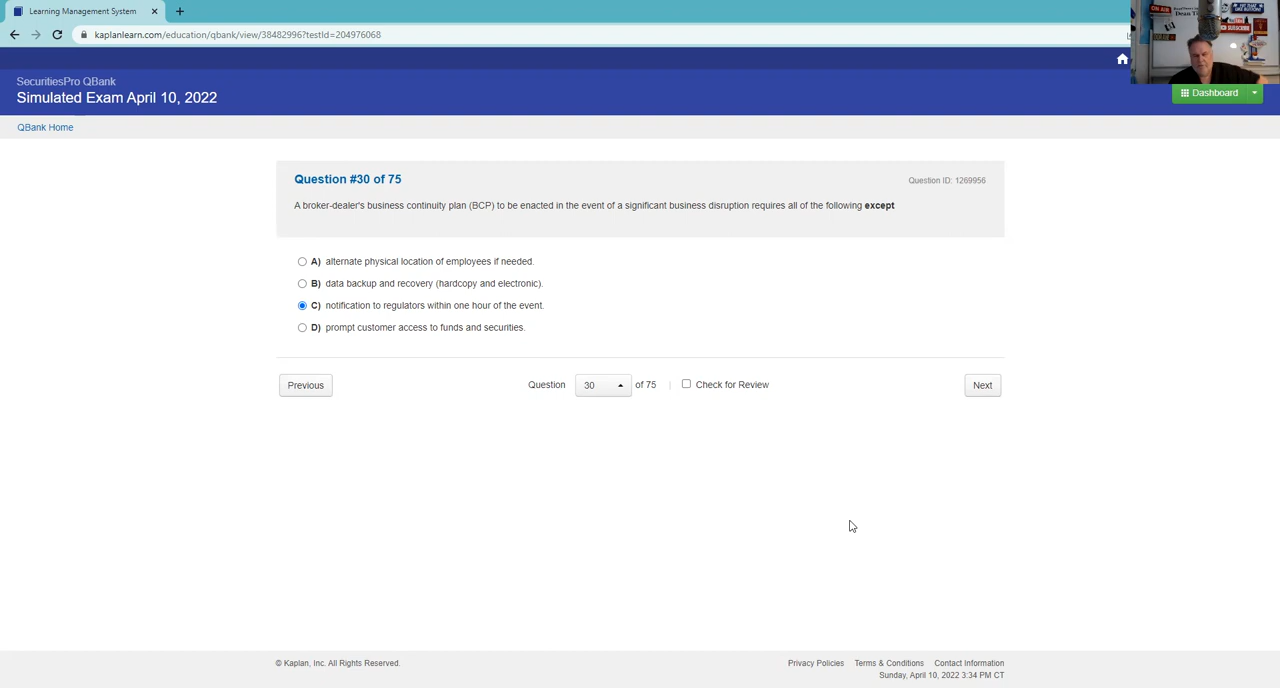 Learning Management System
kaplanlearn.com/education/qbank/view/38482996?testId=204976068
SecuritiesPro QBank
Simulated Exam April 10, 2022
Dashboard
QBank Home
Question #30 of 75
Question ID: 1269956
A broker-dealer's business continuity plan (BCP) to be enacted in the event of a significant business disruption requires all of the following except
A) alternate physical location of employees if needed.
B) data backup and recovery (hardcopy and electronic).
C) notification to regulators within one hour of the event.
D) prompt customer access to funds and securities.
Previous
Question 30 of 75 | Check for Review
Next
© Kaplan, Inc. All Rights Reserved.
Privacy Policies Terms & Conditions Contact Information
Sunday, April 10, 2022 3:34 PM CT